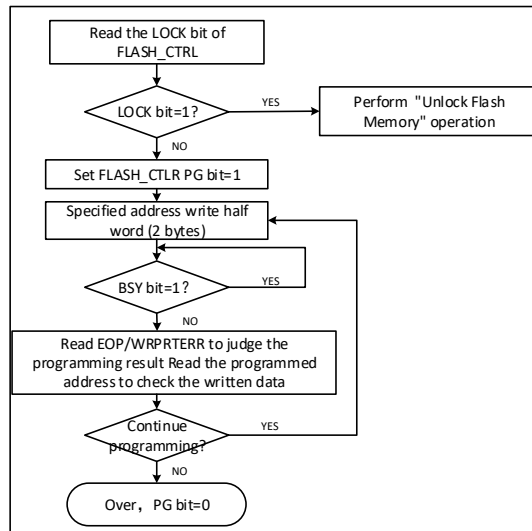 Read the LOCK bit of
FLASH_CTRL
LOCK bit=1?
YES
Perform "Unlock Flash
Memory" operation
NO
Set FLASH_CTLR PG bit=1
Specified address write half
word (2 bytes)
BSY bit=1?
YES
NO
Read EOP/WRPRTERR to judge the
programming result Read the programmed
address to check the written data
Continue
programming?
YES
NO
Over, PG bit=0